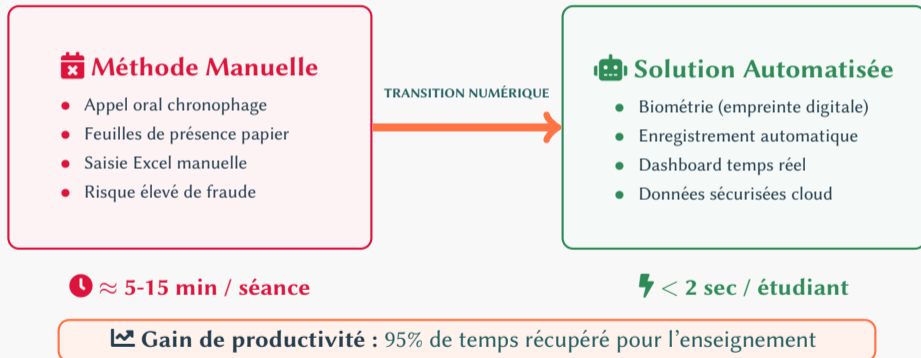 Méthode Manuelle
• Appel oral chronophage
• Feuilles de présence papier
• Saisie Excel manuelle
• Risque élevé de fraude
TRANSITION NUMÉRIQUE
Solution Automatisée
• Biométrie (empreinte digitale)
• Enregistrement automatique
• Dashboard temps réel
• Données sécurisées cloud
≈ 5-15 min / séance
< 2 sec / étudiant
Gain de productivité : 95% de temps récupéré pour l'enseignement